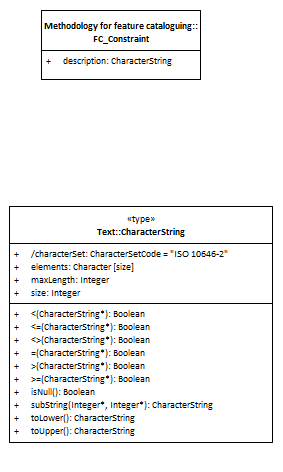 Methodology for feature cataloguing::
FC_Constraint
+ description: CharacterString
«type»
Text::CharacterString
+ /characterSet: CharacterSetCode = "ISO 10646-2"
+ elements: Character [size]
+ maxLength: Integer
+ size: Integer
+ <(CharacterString*): Boolean
+ <=(CharacterString*): Boolean
+ <>(CharacterString*): Boolean
+ =(CharacterString*): Boolean
+ >(CharacterString*): Boolean
+ >=(CharacterString*): Boolean
+ isNull(): Boolean
+ subString(Integer*, Integer*): CharacterString
+ toLower(): CharacterString
+ toUpper(): CharacterString